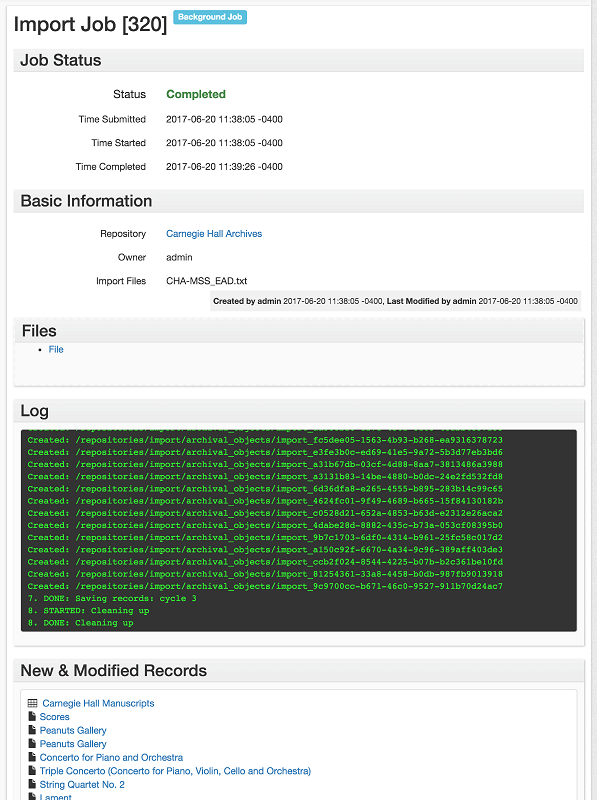 Import Job [320] Background Job
Job Status
Status Completed
Time Submitted 2017-06-20 11:38:05 -0400
Time Started 2017-06-20 11:38:05 -0400
Time Completed 2017-06-20 11:39:26 -0400
Basic Information
Repository Carnegie Hall Archives
Owner admin
Import Files CHA-MSS_EAD.txt
Created by admin 2017-06-20 11:38:05 -0400, Last Modified by admin 2017-06-20 11:38:05 -0400
Files
File
Log
Created: /repositories/import/archival_objects/import_fc5dee05-1563-4b93-b268-ea9316378723
Created: /repositories/import/archival_objects/import_e3fe3b0c-ed69-41e5-9a72-5b3d77eb3bd6
Created: /repositories/import/archival_objects/import_a31b67db-03cf-4d88-8aa7-3813486a3988
Created: /repositories/import/archival_objects/import_a3131b83-14be-4880-b0dc-24e2fd532fd8
Created: /repositories/import/archival_objects/import_6d36dfa8-e265-4555-b895-283b14c99c65
Created: /repositories/import/archival_objects/import_4624fc01-9f49-4689-b665-15f84130182b
Created: /repositories/import/archival_objects/import_c0528d21-652a-4853-b63d-e2312e26aca2
Created: /repositories/import/archival_objects/import_4dabe28d-8882-435c-b73a-053cf08395b0
Created: /repositories/import/archival_objects/import_9b7c1703-6df0-4314-b961-25fc58c017d2
Created: /repositories/import/archival_objects/import_a150c92f-6670-4a34-9c96-389aff403de3
Created: /repositories/import/archival_objects/import_ccb2f024-8544-4225-b07b-b2c361be10fd
Created: /repositories/import/archival_objects/import_81254361-33a8-4458-b0db-987fb9013918
Created: /repositories/import/archival_objects/import_9c9700cc-b671-46c0-9527-911b70d24ac7
7. DONE: Saving records: cycle 3
8. STARTED: Cleaning up
8. DONE: Cleaning up
New & Modified Records
Carnegie Hall Manuscripts
Scores
Peanuts Gallery
Peanuts Gallery
Concerto for Piano and Orchestra
Triple Concerto (Concerto for Piano, Violin, Cello and Orchestra)
String Quartet No. 2
Lament